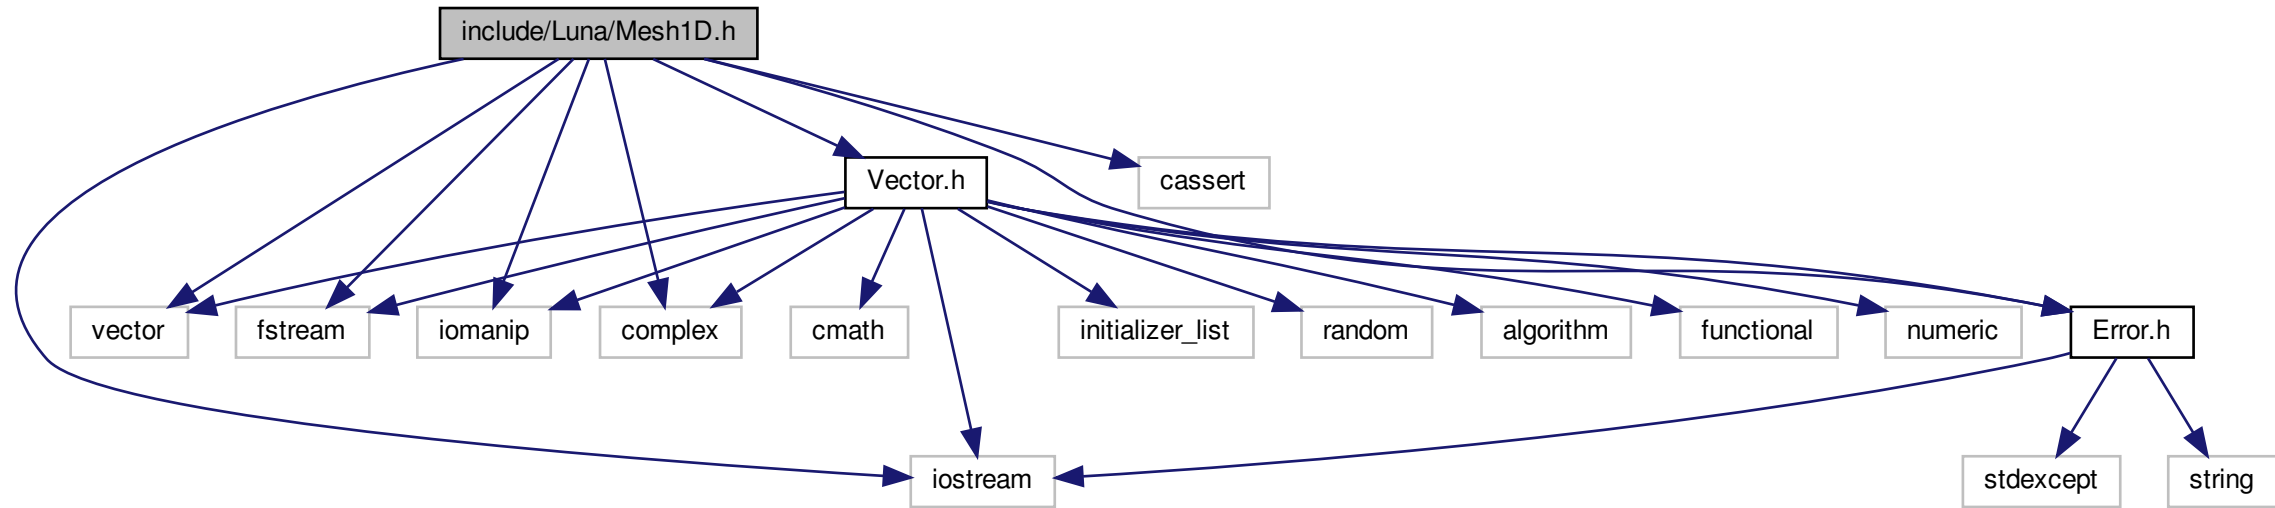 include/Luna/Mesh1D.h
Vector.h
cassert
vector
fstream
iomanip
complex
cmath
initializer_list
random
algorithm
functional
numeric
Error.h
iostream
stdexcept
string